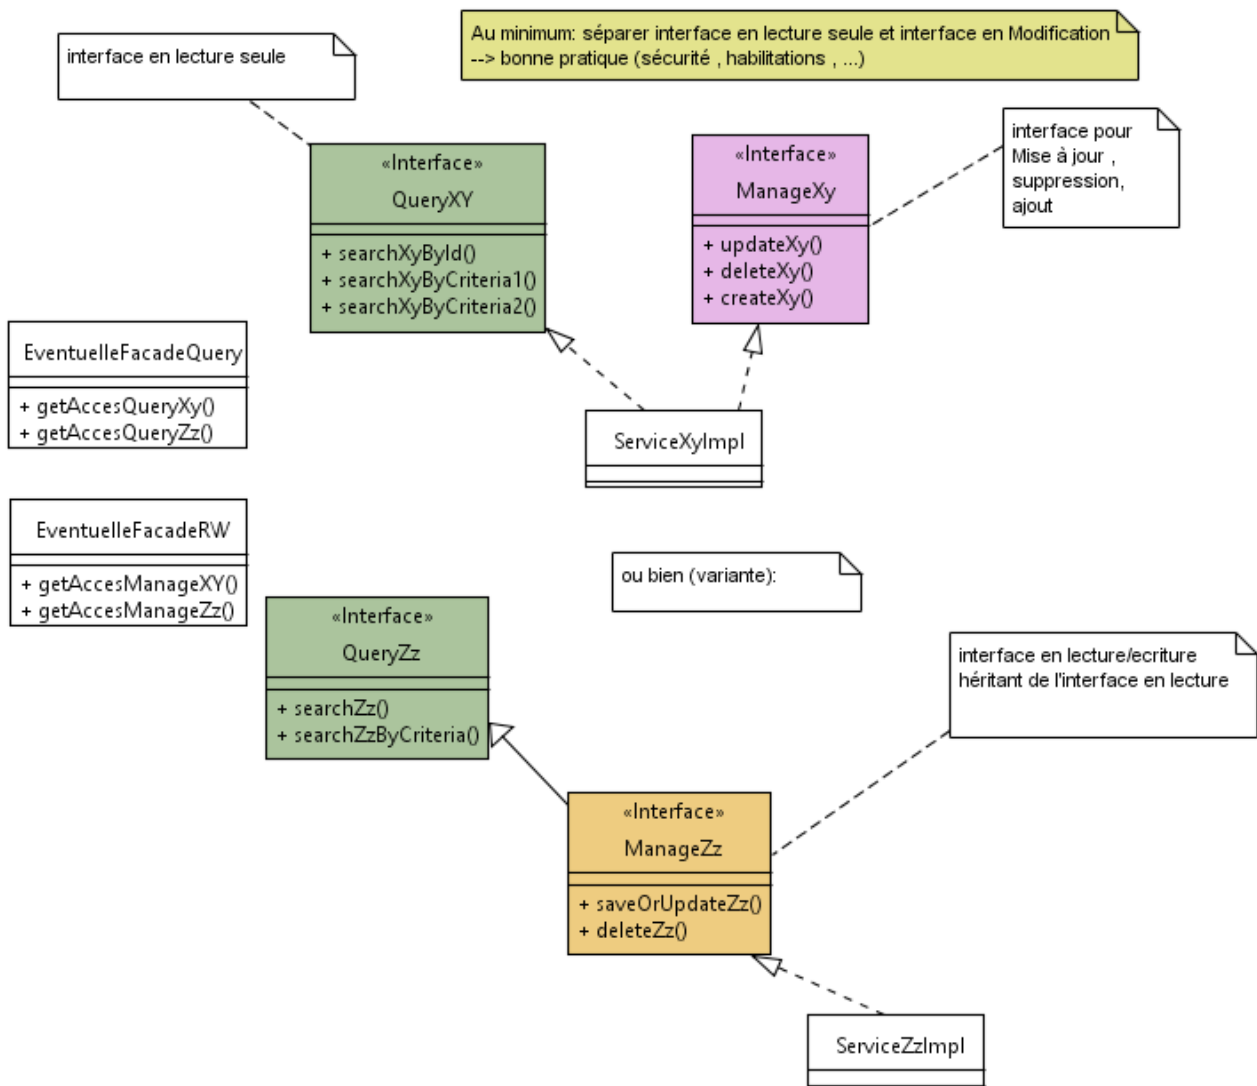 Au minimum: séparer interface en lecture seule et interface en Modification
--> bonne pratique (sécurité , habilitations , ...)
interface en lecture seule
«Interface»
QueryXY
+ searchXyById()
+ searchXyByCriteria1()
+ searchXyByCriteria2()
«Interface»
ManageXy
+ updateXy()
+ deleteXy()
+ createXy()
interface pour
Mise à jour ,
suppression,
ajout
EventuelleFacadeQuery
+ getAccesQueryXy()
+ getAccesQueryZz()
ServiceXyImpl
EventuelleFacadeRW
+ getAccesManageXY()
+ getAccesManageZz()
ou bien (variante):
«Interface»
QueryZz
+ searchZz()
+ searchZzByCriteria()
interface en lecture/ecriture
héritant de l'interface en lecture
«Interface»
ManageZz
+ saveOrUpdateZz()
+ deleteZz()
ServiceZzImpl